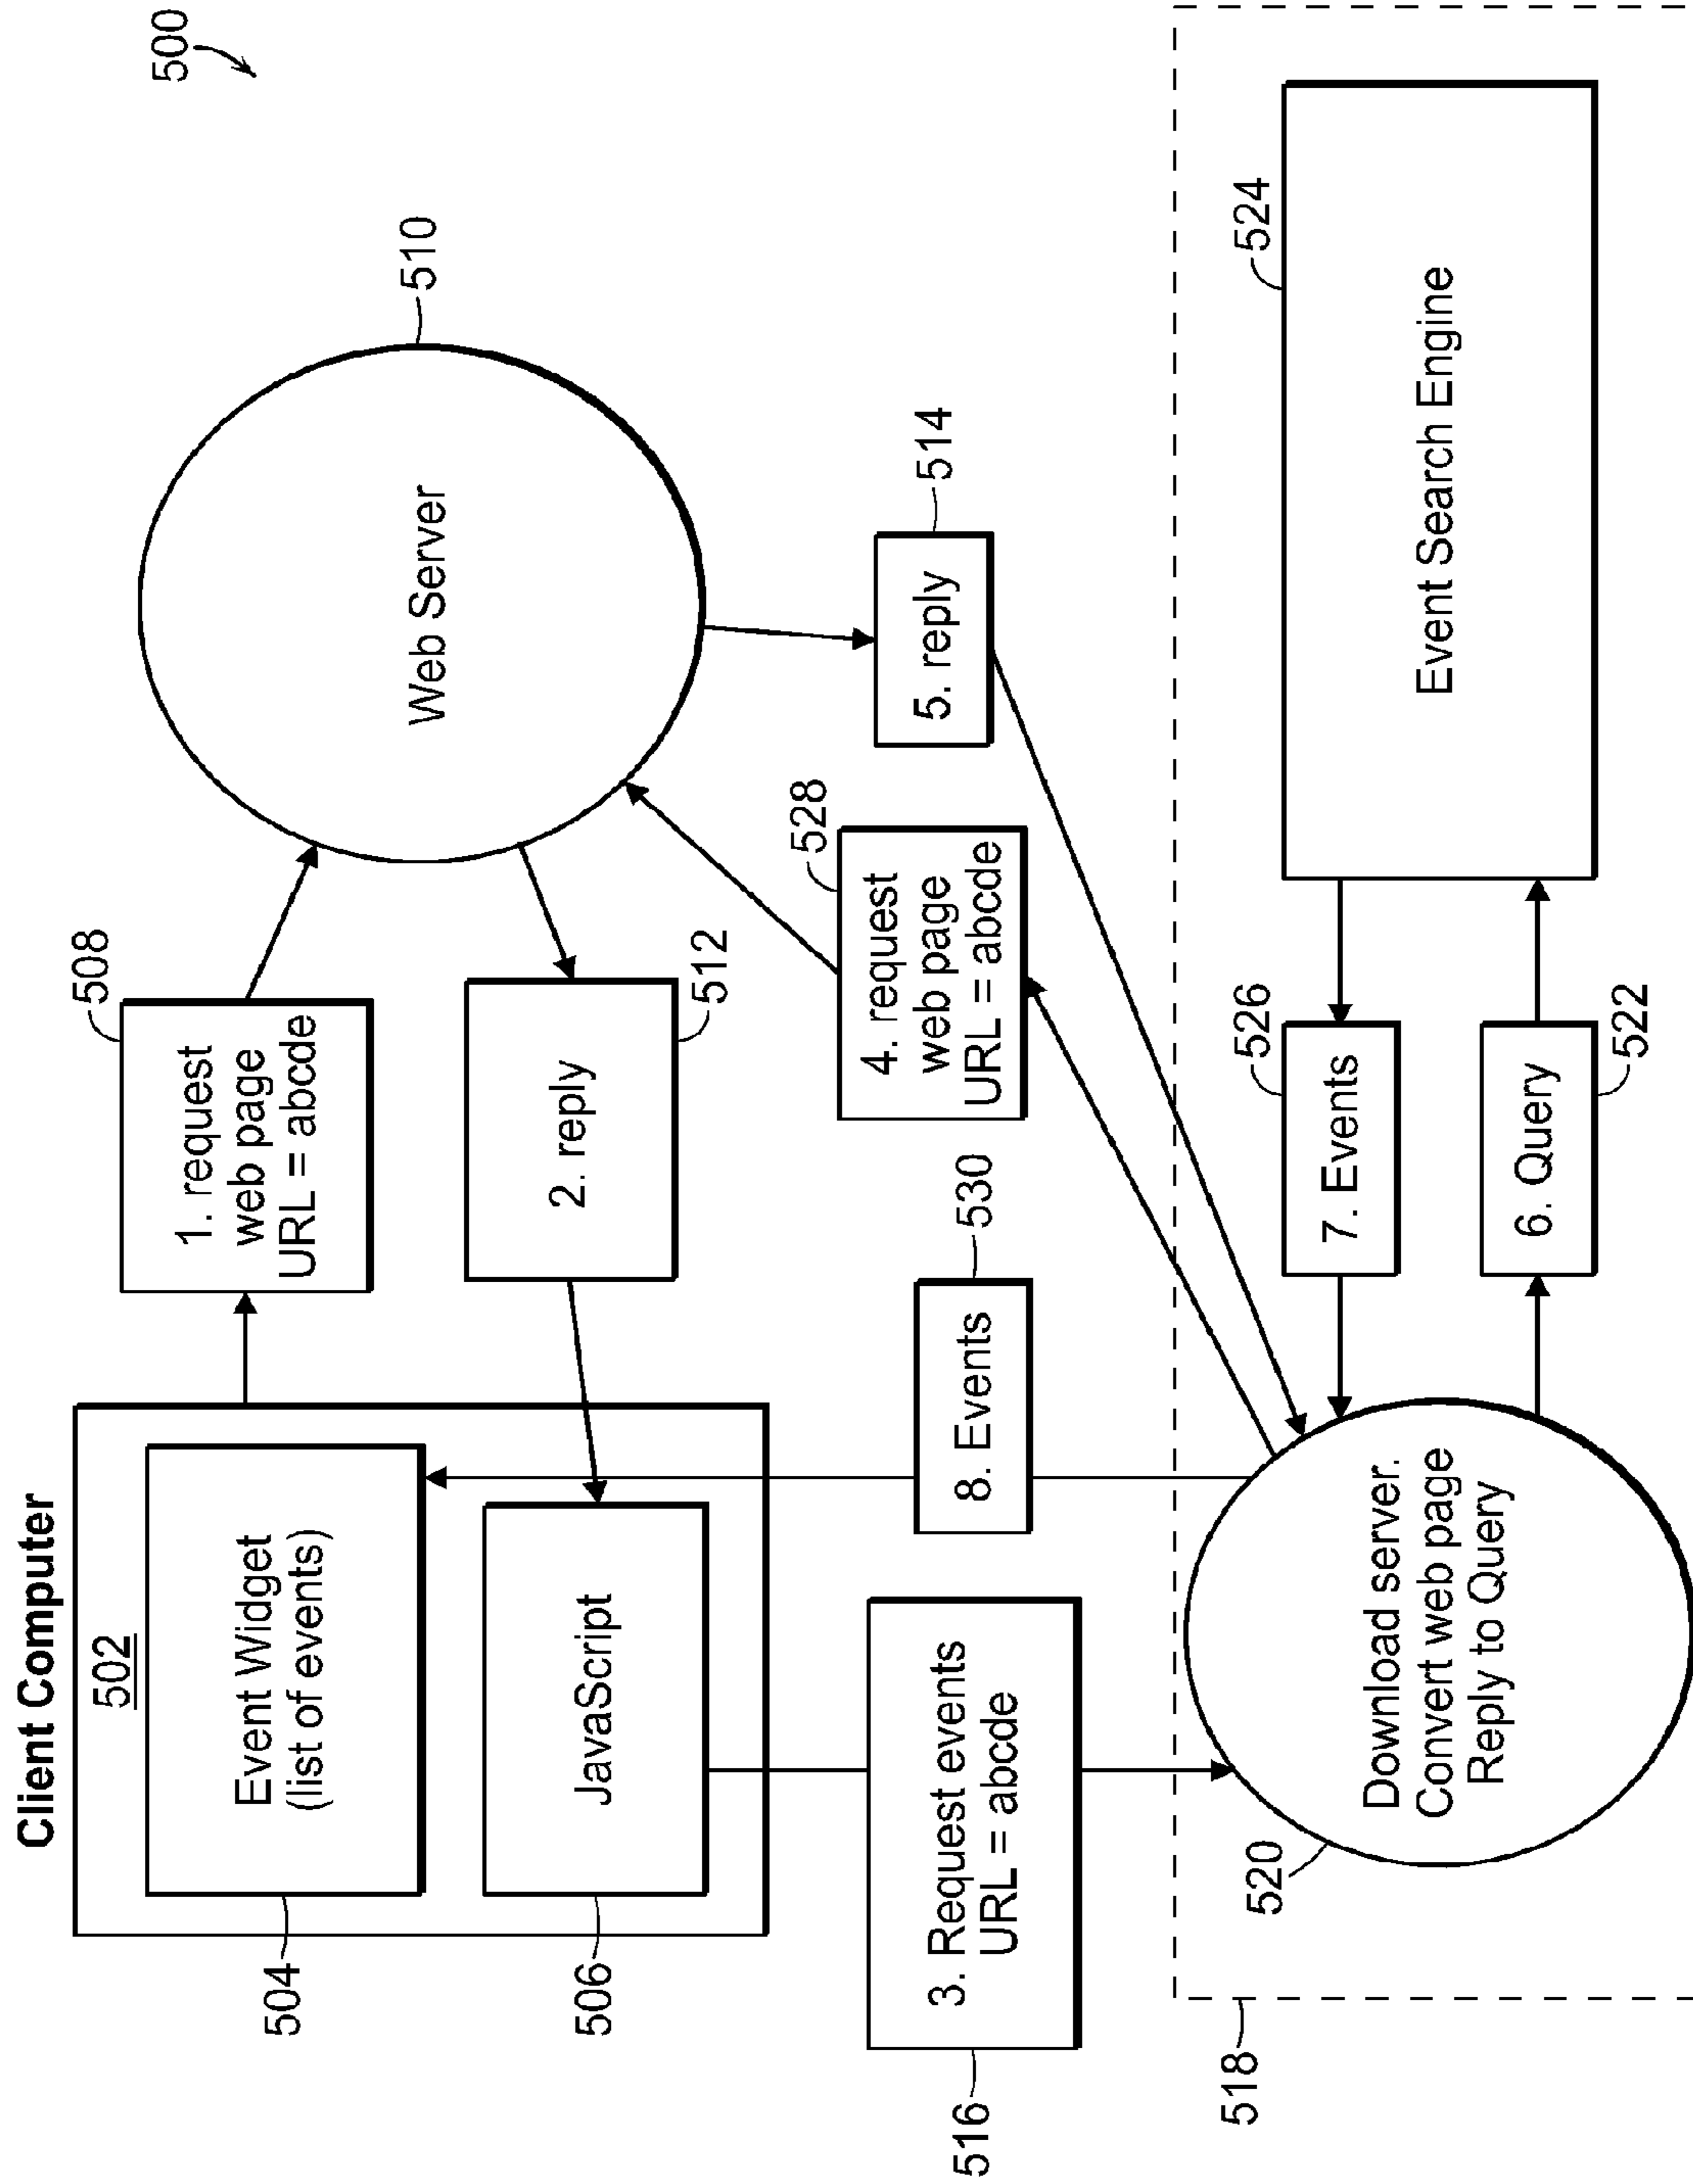 500
Client Computer
502
Event Widget
(list of events)
504
JavaScript
506
1. request
web page
URL = abcde
508
Web Server
510
2. reply
512
3. Request events
URL = abcde
516
8. Events
530
4. request
web page
URL = abcde
528
5. reply
514
518
Download server.
Convert web page
Reply to Query
520
7. Events
526
6. Query
522
Event Search Engine
524